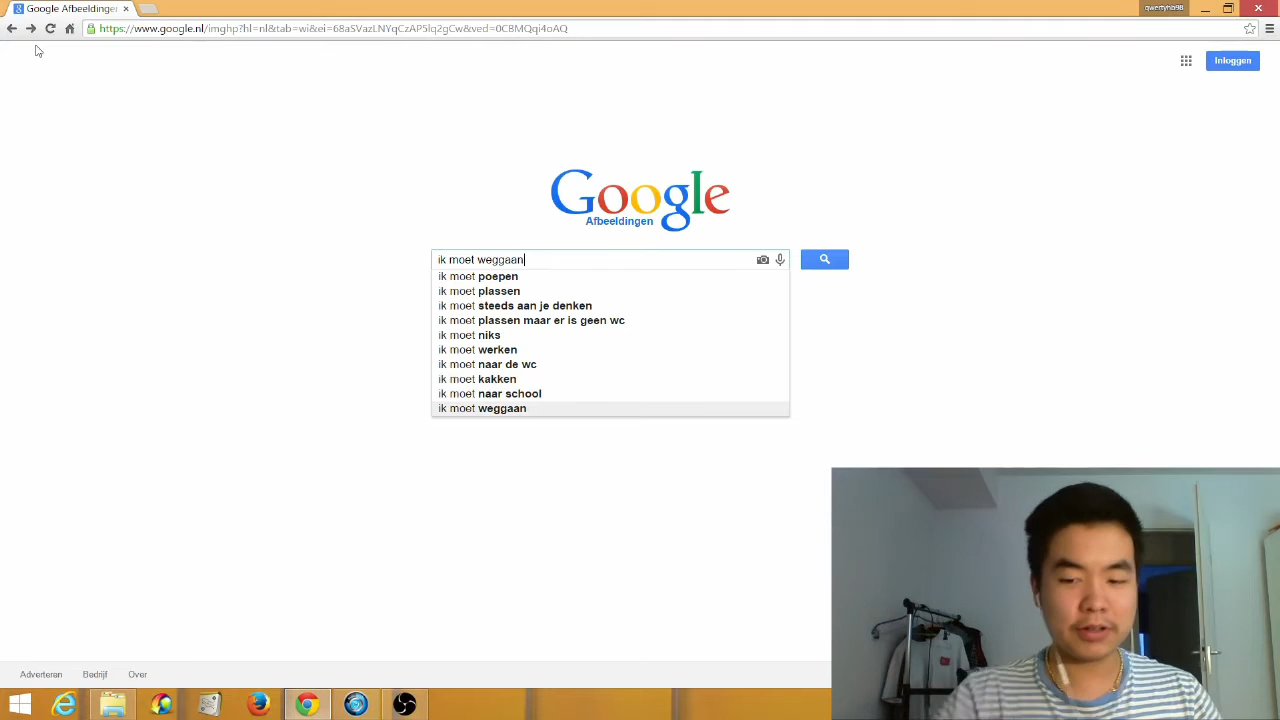 Google Afbeeldingen
qwertyhb98
https://www.google.nl/imghp?hl=nl&tab=wi&ei=68aSVazLNYqCzAP5lq2gCw&ved=0CBMQqi4oAQ
Inloggen
Google
Afbeeldingen
ik moet weggaan
ik moet poepen
ik moet plassen
ik moet steeds aan je denken
ik moet plassen maar er is geen wc
ik moet niks
ik moet werken
ik moet naar de wc
ik moet kakken
ik moet naar school
ik moet weggaan
Adverteren Bedrijf Over